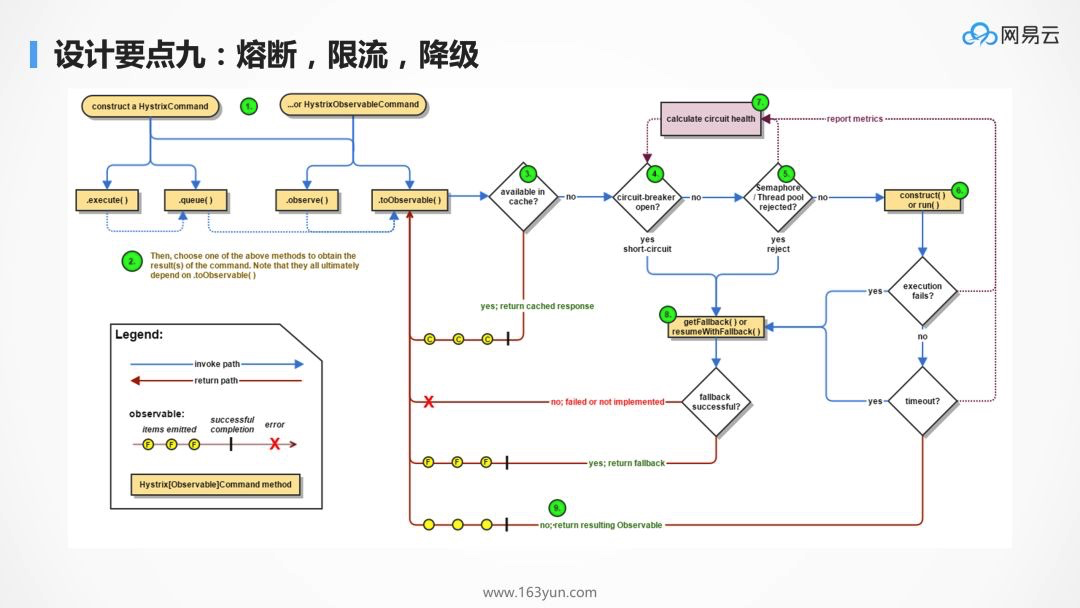 设计要点九：熔断，限流，降级
网易云
construct a HystrixCommand
1.
...or HystrixObservableCommand
7.
calculate circuit health
report metrics
3.
available in
cache?
no
4.
circuit-breaker
open?
no
5.
Semaphore
/ Thread pool
rejected?
no
6.
construct( )
or run( )
.execute( )
.queue( )
.observe( )
.toObservable( )
yes
short-circuit
yes
reject
2.
Then, choose one of the above methods to obtain the
result(s) of the command. Note that they all ultimately
depend on .toObservable( )
yes
execution
fails?
yes; return cached response
C C C
8.
getFallback( ) or
resumeWithFallback( )
no
Legend:
invoke path
return path
observable:
items emitted
successful
completion
error
F F F
X
Hystrix[Observable]Command method
X
no; failed or not implemented
fallback
successful?
yes
timeout?
F F F
yes; return fallback
9.
no; return resulting Observable
www.163yun.com